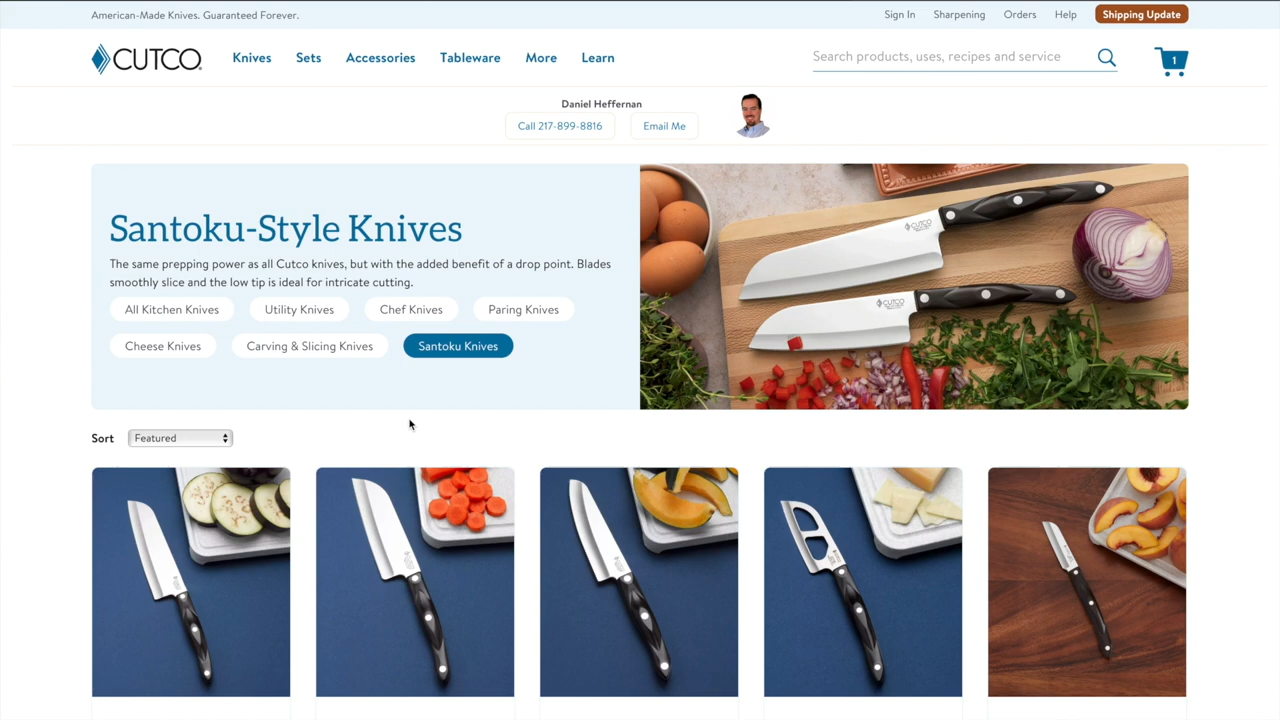 American-Made Knives. Guaranteed Forever.
Sign In
Sharpening
Orders
Help
Shipping Update
CUTCO
Knives
Sets
Accessories
Tableware
More
Learn
Search products, uses, recipes and service
1
Daniel Heffernan
Call 217-899-8816
Email Me
Santoku-Style Knives
The same prepping power as all Cutco knives, but with the added benefit of a drop point. Blades
smoothly slice and the low tip is ideal for intricate cutting.
All Kitchen Knives
Utility Knives
Chef Knives
Paring Knives
Cheese Knives
Carving & Slicing Knives
Santoku Knives
CUTCO
CUTCO
Sort
Featured